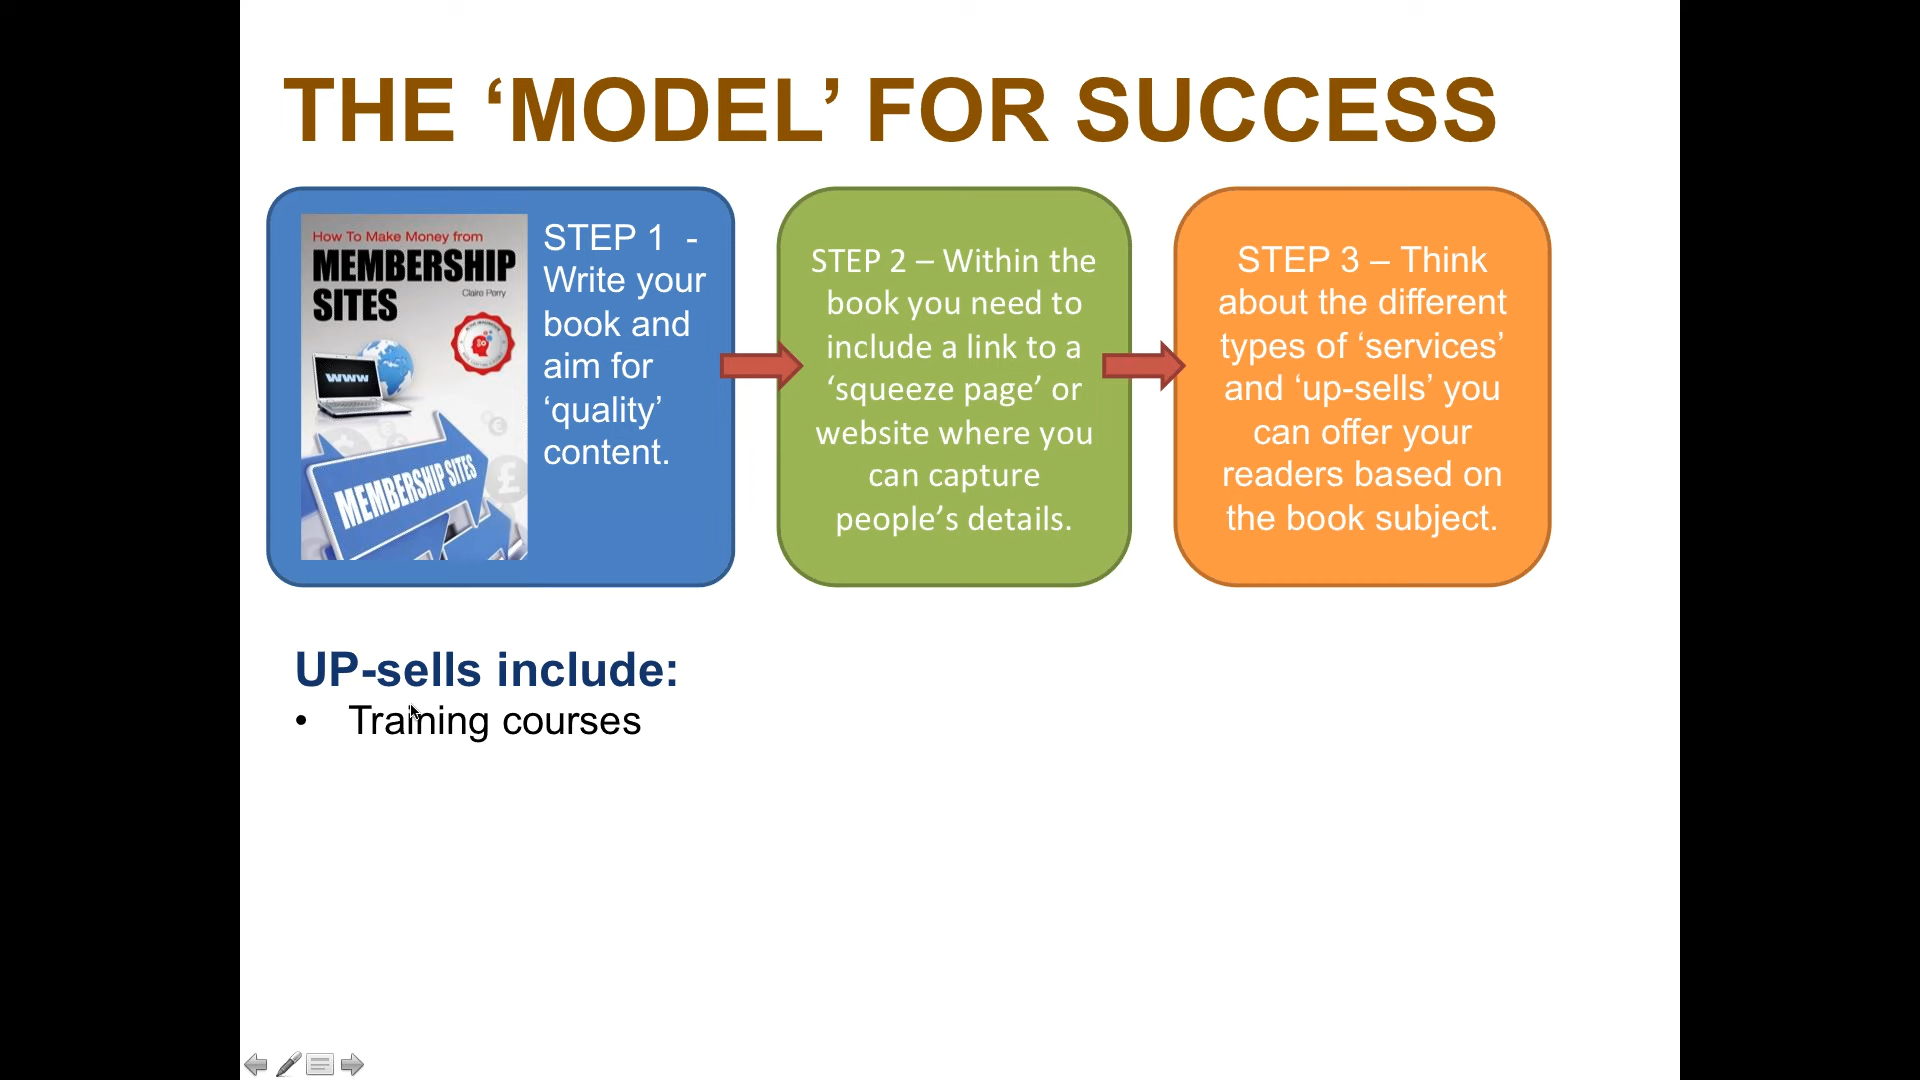 THE ‘MODEL’ FOR SUCCESS
How To Make Money from
MEMBERSHIP
SITES
Claire Perry
www
MEMBERSHIP SITES
STEP 1 -
Write your
book and
aim for
‘quality’
content.
STEP 2 – Within the
book you need to
include a link to a
‘squeeze page’ or
website where you
can capture
people’s details.
STEP 3 – Think
about the different
types of ‘services’
and ‘up-sells’ you
can offer your
readers based on
the book subject.
UP-sells include:
• Training courses